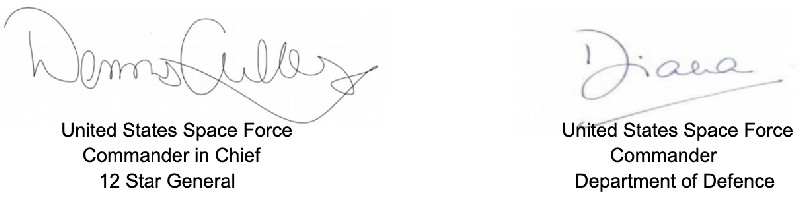 Diana
United States Space Force
Commander in Chief
12 Star General
United States Space Force
Commander
Department of Defence